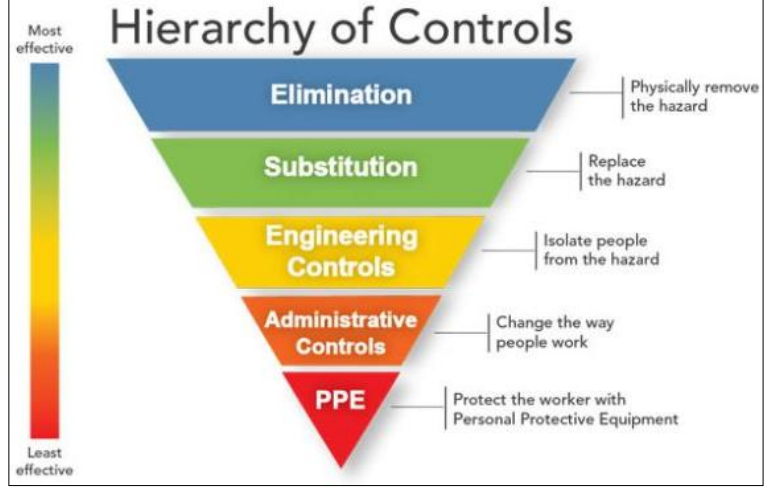 Hierarchy of Controls
Most
effective
Elimination
Physically remove
the hazard
Substitution
Replace
the hazard
Engineering
Controls
Isolate people
from the hazard
Administrative
Controls
Change the way
people work
PPE
Protect the worker with
Personal Protective Equipment
Least
effective